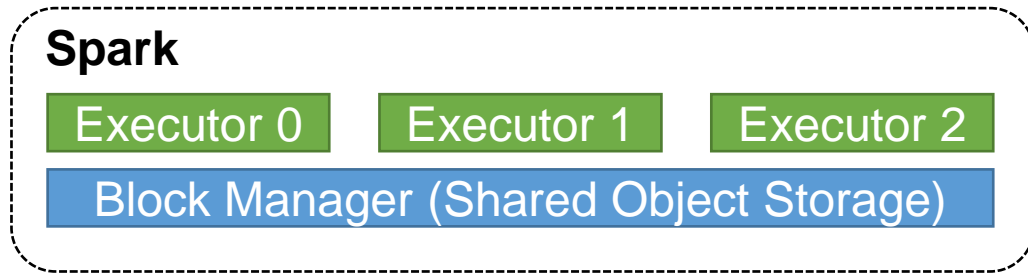 Spark
Executor 0 Executor 1 Executor 2
Block Manager (Shared Object Storage)